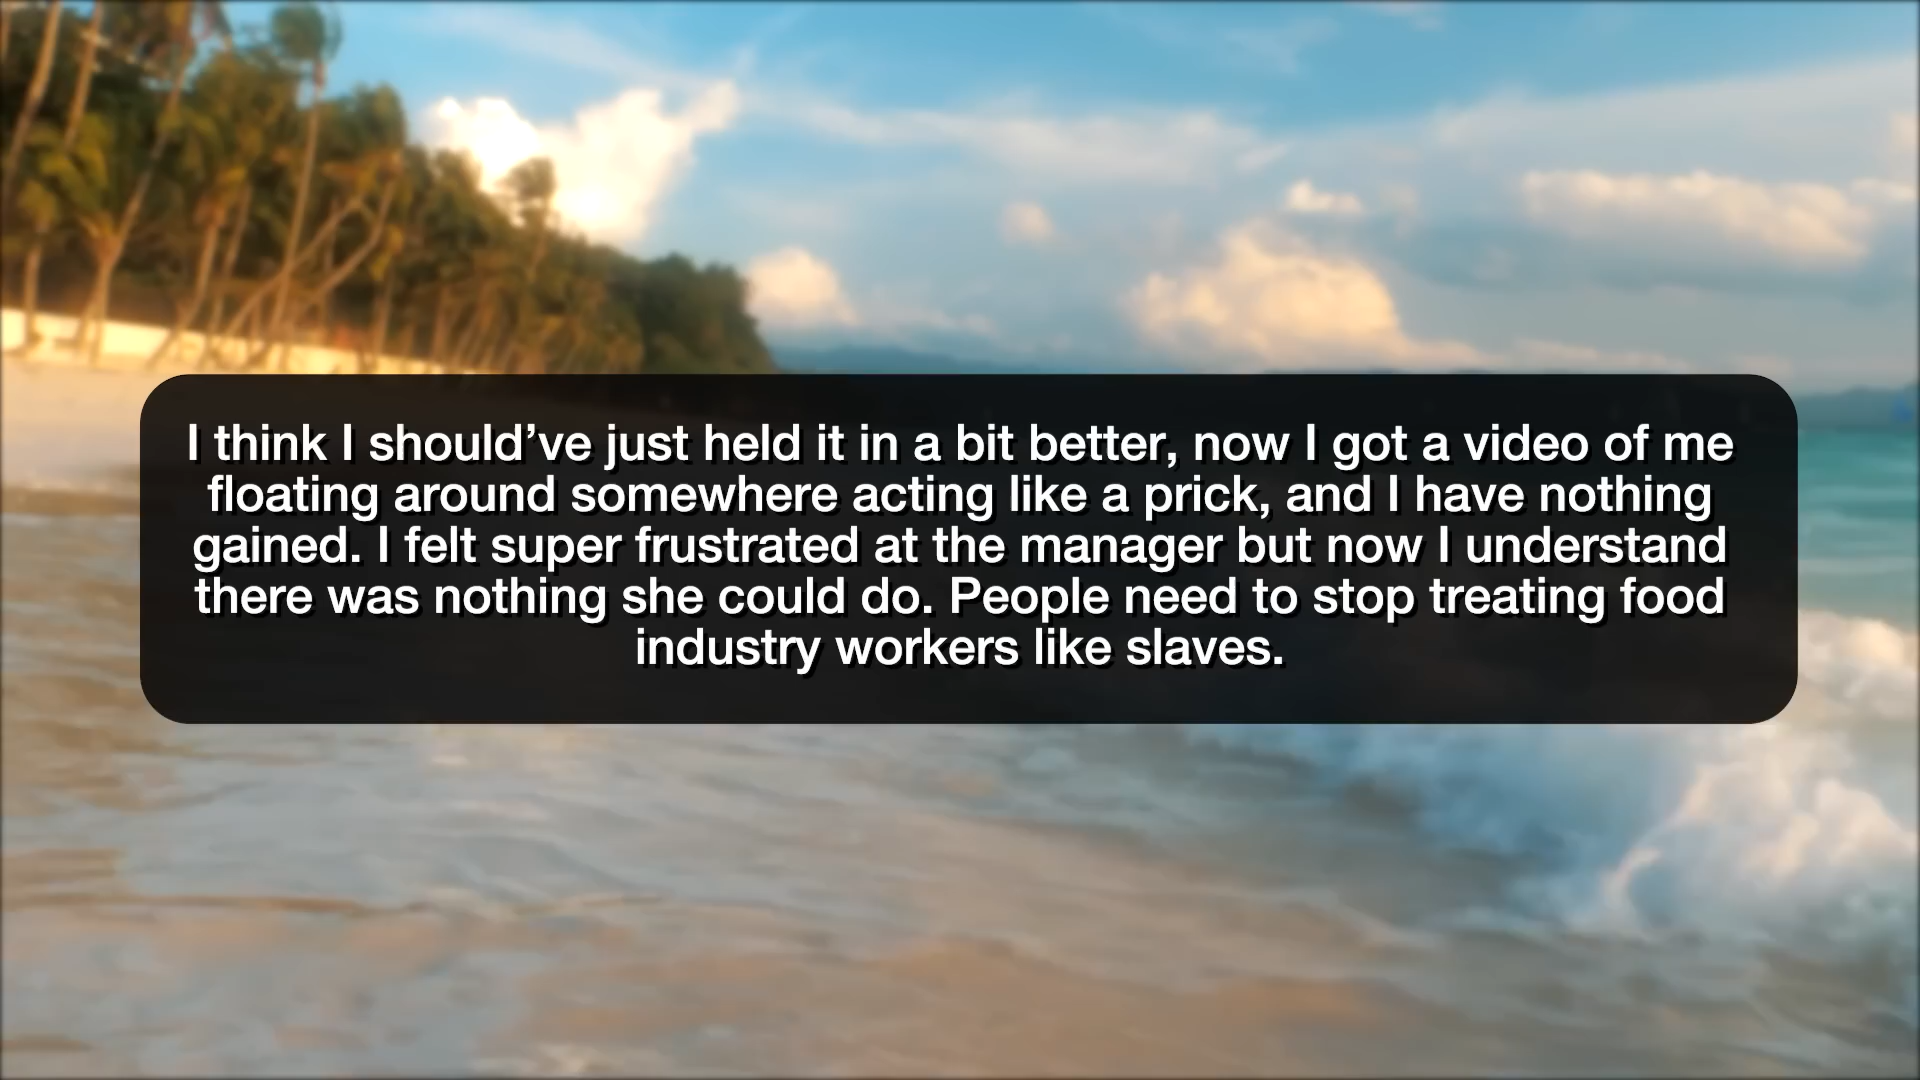 I think I should’ve just held it in a bit better, now I got a video of me
floating around somewhere acting like a prick, and I have nothing
gained. I felt super frustrated at the manager but now I understand
there was nothing she could do. People need to stop treating food
industry workers like slaves.